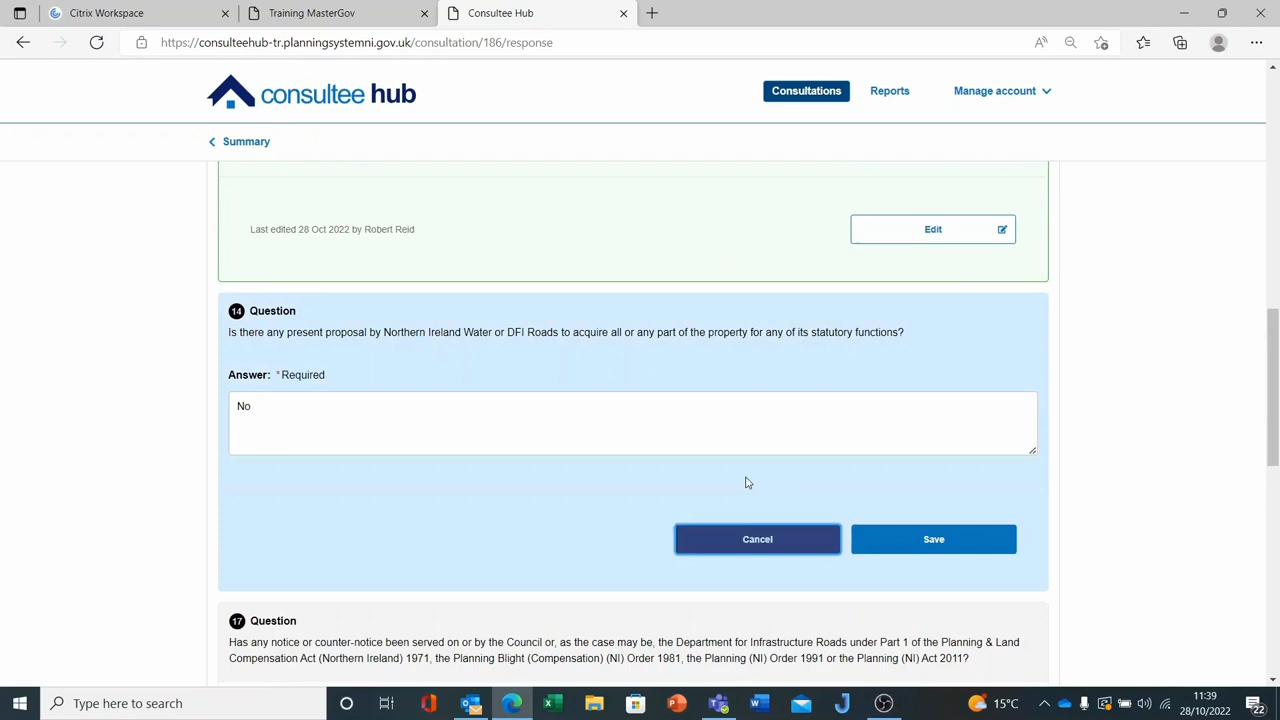 Citrix Workspace
Training MasterGov
Consultee Hub
https://consulteehub-tr.planningsystemni.gov.uk/consultation/186/response
consultee hub
Consultations
Reports
Manage account
Summary
Last edited 28 Oct 2022 by Robert Reid
Edit
14 Question
Is there any present proposal by Northern Ireland Water or DFI Roads to acquire all or any part of the property for any of its statutory functions?
Answer: * Required
No
Cancel
Save
17 Question
Has any notice or counter-notice been served on or by the Council or, as the case may be, the Department for Infrastructure Roads under Part 1 of the Planning & Land
Compensation Act (Northern Ireland) 1971, the Planning Blight (Compensation) (NI) Order 1981, the Planning (NI) Order 1991 or the Planning (NI) Act 2011?
Type here to search
15°C
11:39
28/10/2022
22